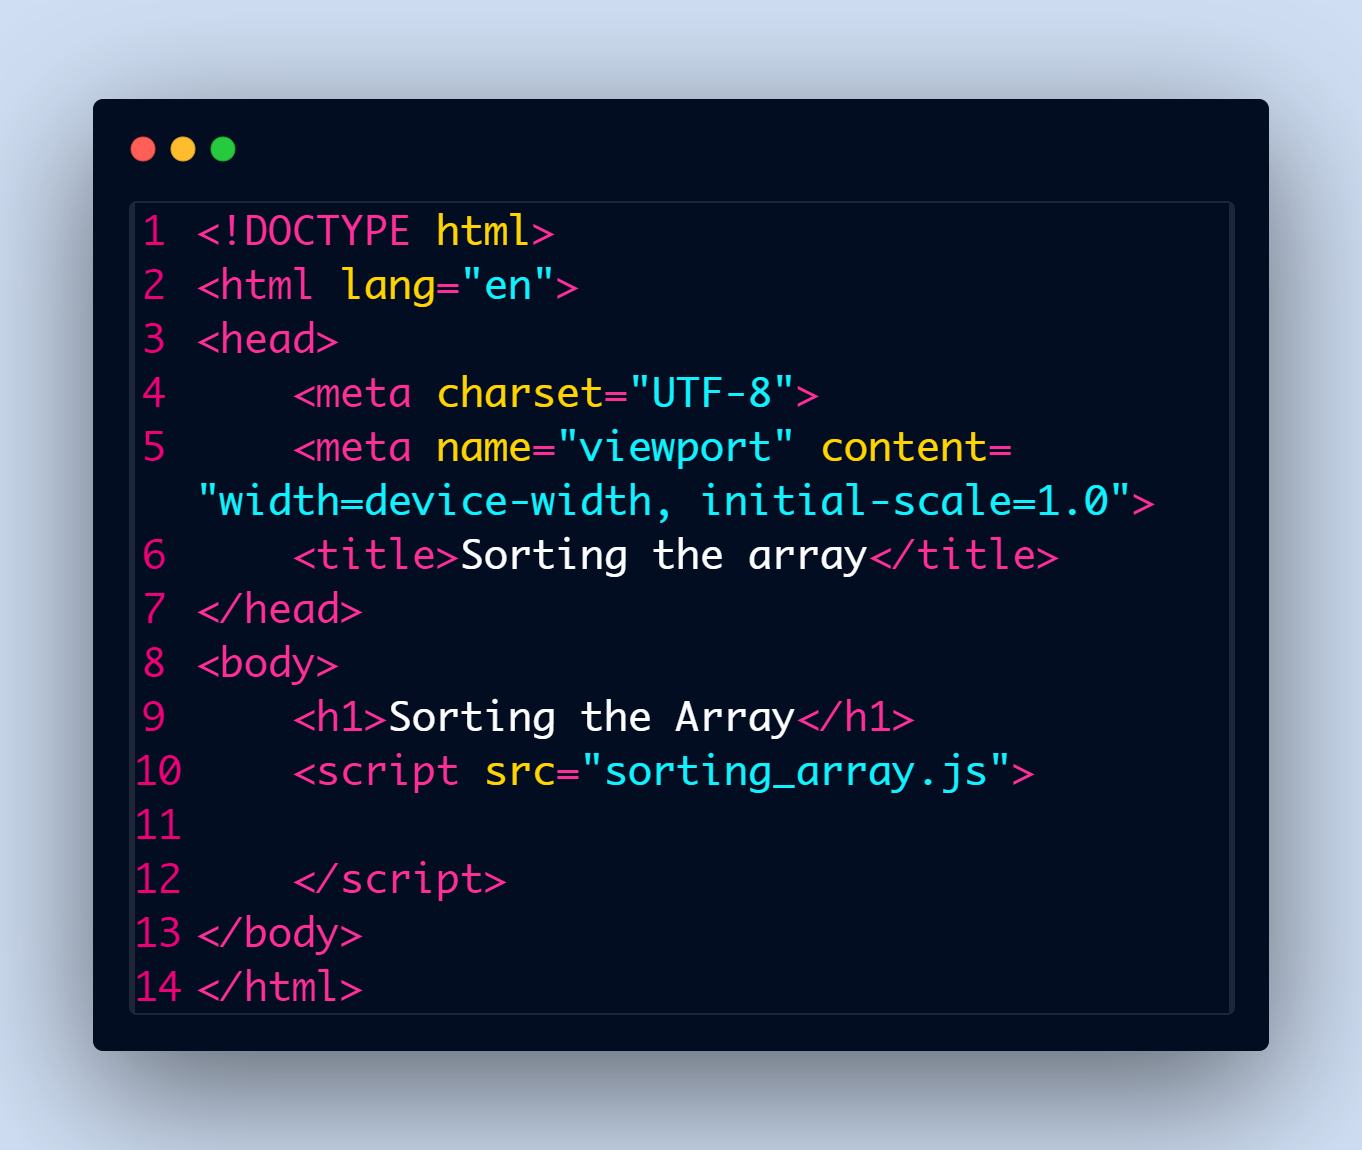 1 <!DOCTYPE html>
2 <html lang="en">
3 <head>
4     <meta charset="UTF-8">
5     <meta name="viewport" content=
"width=device-width, initial-scale=1.0">
6     <title>Sorting the array</title>
7 </head>
8 <body>
9     <h1>Sorting the Array</h1>
10     <script src="sorting_array.js">
11
12     </script>
13 </body>
14 </html>